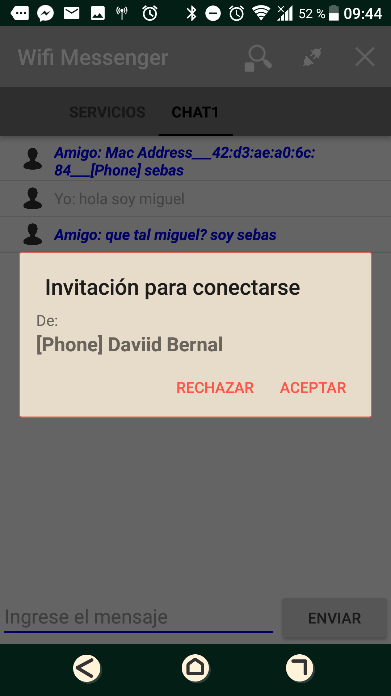 52 % 09:44
Wifi Messenger
SERVICIOS CHAT1
Amigo: Mac Address___42:d3:ae:a0:6c:
84___[Phone] sebas
Yo: hola soy miguel
Amigo: que tal miguel? soy sebas
Invitación para conectarse
De:
[Phone] Daviid Bernal
RECHAZAR ACEPTAR
Ingrese el mensaje ENVIAR